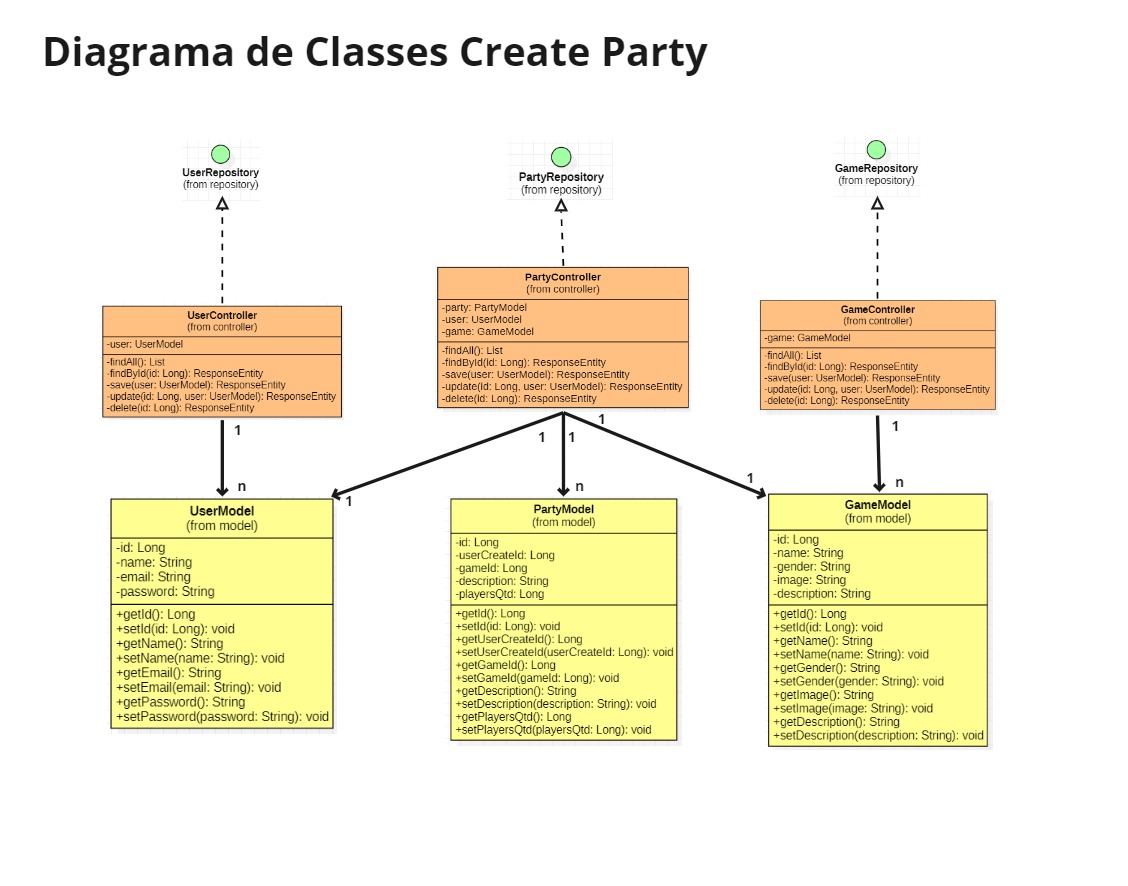 Diagrama de Classes Create Party
UserRepository
(from repository)
PartyRepository
(from repository)
GameRepository
(from repository)
UserController
(from controller)
-user: UserModel
-findAll(): List
-findById(id: Long): ResponseEntity
-save(user: UserModel): ResponseEntity
-update(id: Long, user: UserModel): ResponseEntity
-delete(id: Long): ResponseEntity
PartyController
(from controller)
-party: PartyModel
-user: UserModel
-game: GameModel
-findAll(): List
-findById(id: Long): ResponseEntity
-save(user: UserModel): ResponseEntity
-update(id: Long, user: UserModel): ResponseEntity
-delete(id: Long): ResponseEntity
GameController
(from controller)
-game: GameModel
-findAll(): List
-findById(id: Long): ResponseEntity
-save(user: UserModel): ResponseEntity
-update(id: Long, user: UserModel): ResponseEntity
-delete(id: Long): ResponseEntity
1
n
1
1
1
1
n
1
1
n
UserModel
(from model)
-id: Long
-name: String
-email: String
-password: String
+getId(): Long
+setId(id: Long): void
+getName(): String
+setName(name: String): void
+getEmail(): String
+setEmail(email: String): void
+getPassword(): String
+setPassword(password: String): void
PartyModel
(from model)
-id: Long
-userCreateId: Long
-gameId: Long
-description: String
-playersQtd: Long
+getId(): Long
+setId(id: Long): void
+getUserCreateId(): Long
+setUserCreateId(userCreateId: Long): void
+getGameId(): Long
+setGameId(gameId: Long): void
+getDescription(): String
+setDescription(description: String): void
+getPlayersQtd(): Long
+setPlayersQtd(playersQtd: Long): void
GameModel
(from model)
-id: Long
-name: String
-gender: String
-image: String
-description: String
+getId(): Long
+setId(id: Long): void
+getName(): String
+setName(name: String): void
+getGender(): String
+setGender(gender: String): void
+getImage(): String
+setImage(image: String): void
+getDescription(): String
+setDescription(description: String): void